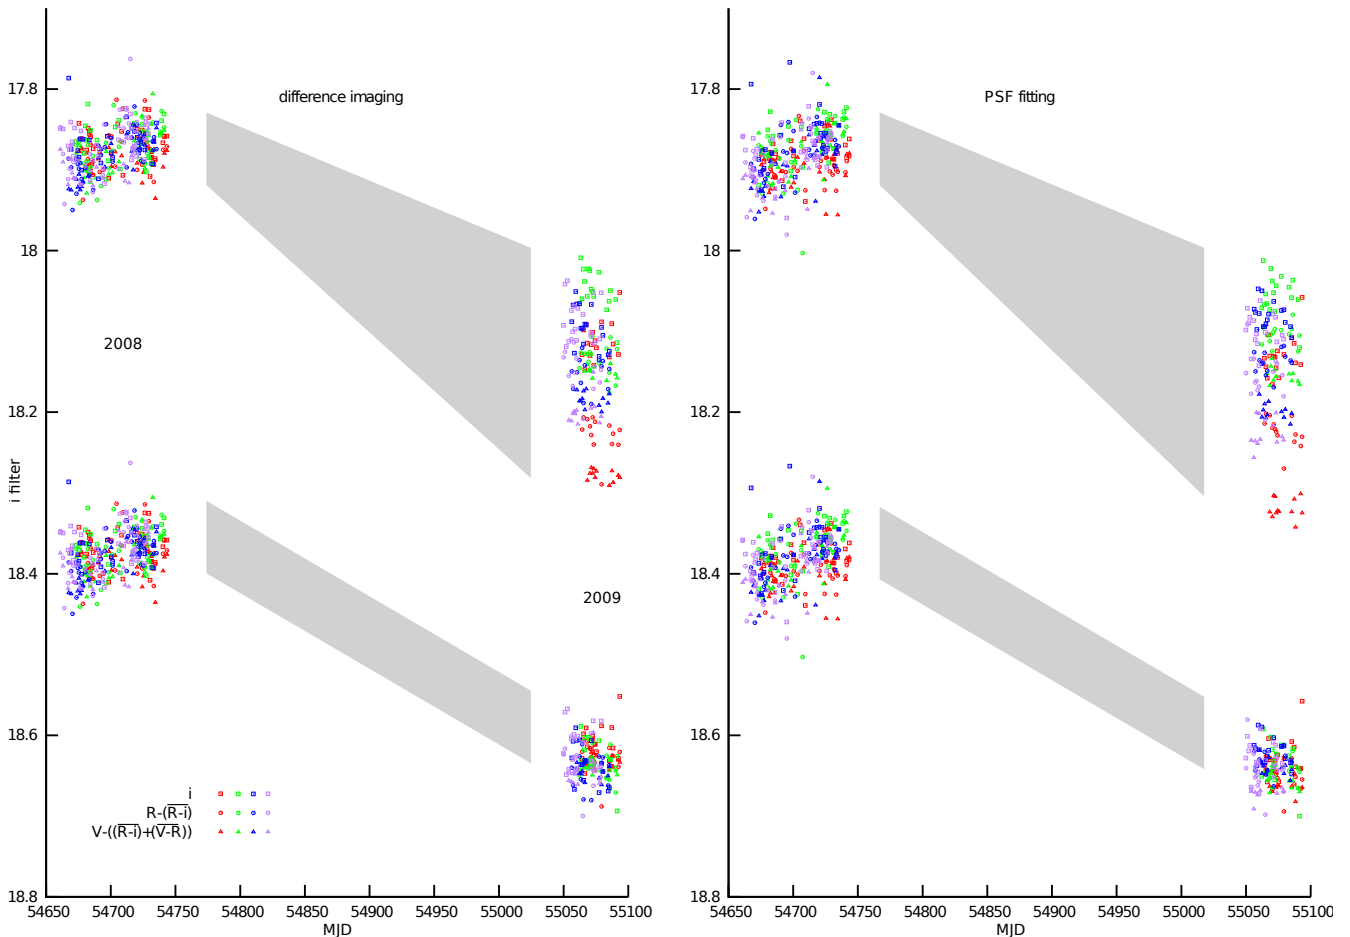 difference imaging
PSF fitting
17.8
18
18.2
18.4
18.6
18.8
17.8
18
18.2
18.4
18.6
18.8
i filter
2008
2009
i
R-(R-i)
V-((R-i)+(V-R))
54650 54700 54750 54800 54850 54900 54950 55000 55050 55100
MJD
54650 54700 54750 54800 54850 54900 54950 55000 55050 55100
MJD